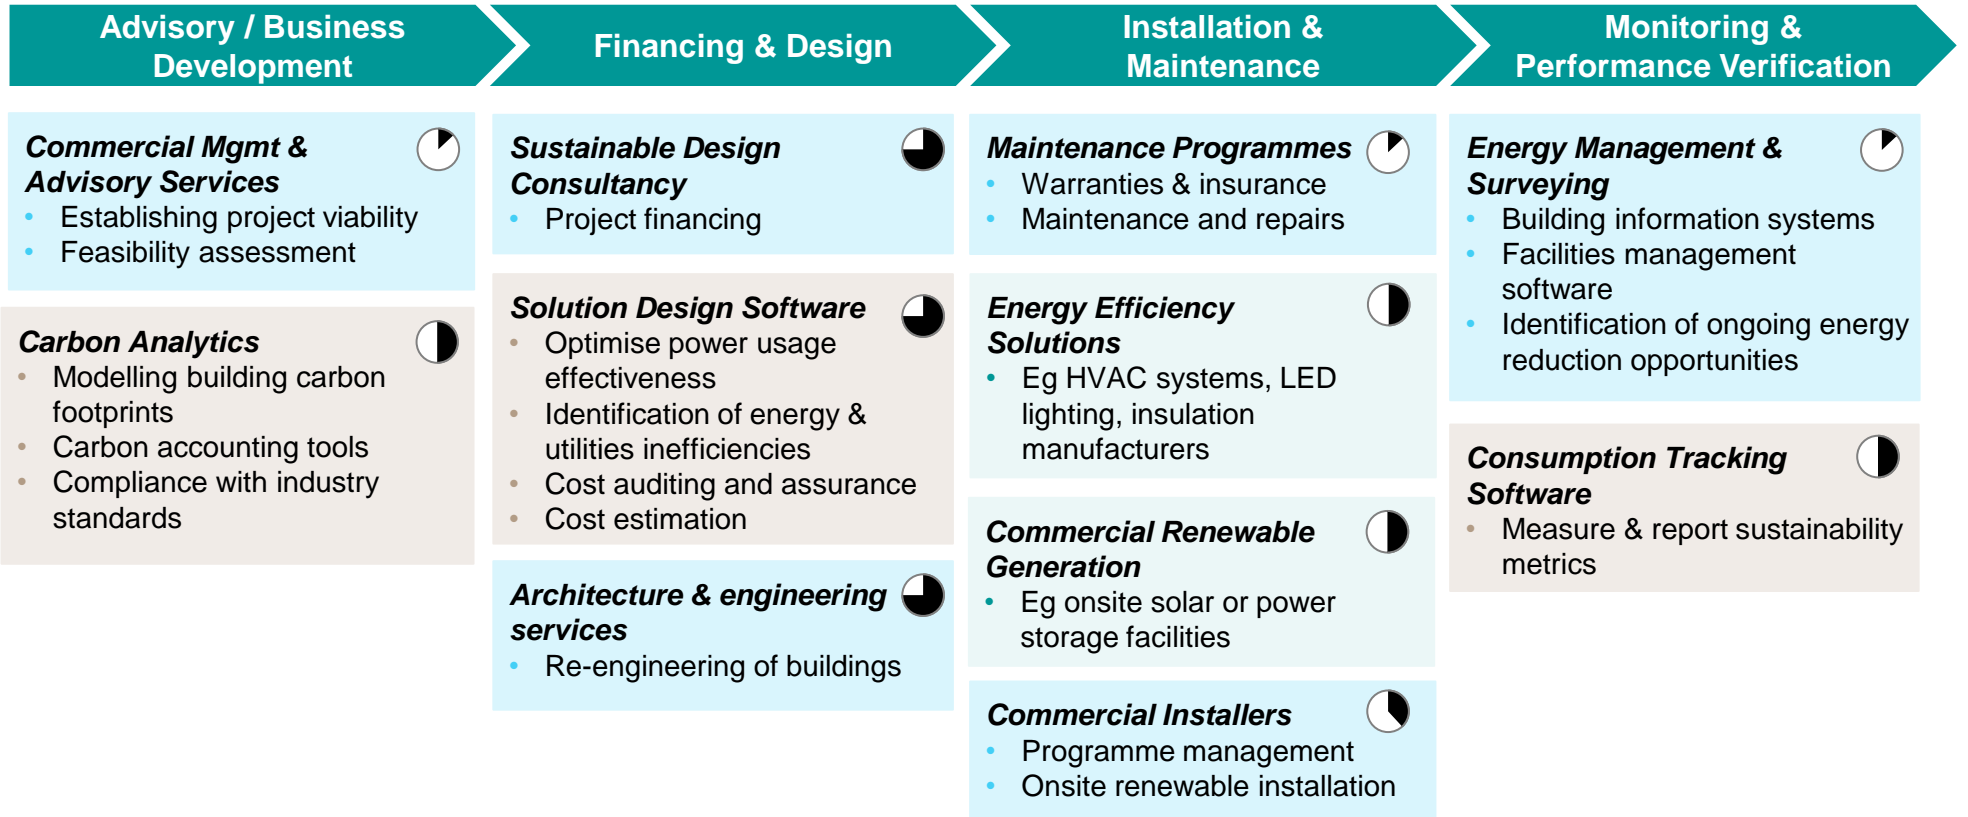 Advisory / Business
Development
Financing & Design
Installation &
Maintenance
Monitoring &
Performance Verification
Commercial Mgmt &
Advisory Services
• Establishing project viability
• Feasibility assessment
Carbon Analytics
• Modelling building carbon
footprints
• Carbon accounting tools
• Compliance with industry
standards
Sustainable Design
Consultancy
• Project financing
Solution Design Software
• Optimise power usage
effectiveness
• Identification of energy &
utilities inefficiencies
• Cost auditing and assurance
• Cost estimation
Architecture & engineering
services
• Re-engineering of buildings
Maintenance Programmes
• Warranties & insurance
• Maintenance and repairs
Energy Efficiency
Solutions
• Eg HVAC systems, LED
lighting, insulation
manufacturers
Commercial Renewable
Generation
• Eg onsite solar or power
storage facilities
Commercial Installers
• Programme management
• Onsite renewable installation
Energy Management &
Surveying
• Building information systems
• Facilities management
software
• Identification of ongoing energy
reduction opportunities
Consumption Tracking
Software
• Measure & report sustainability
metrics